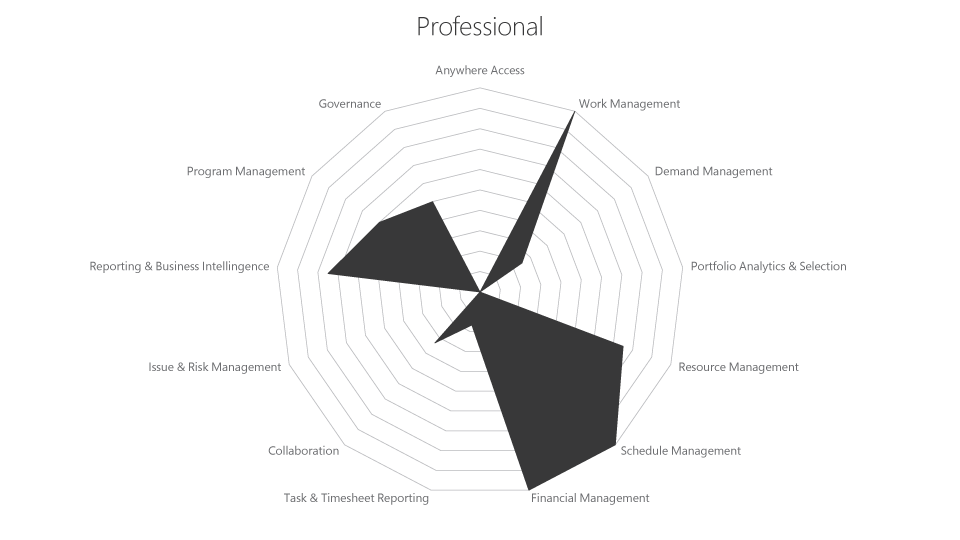 Professional
Anywhere Access
Work Management
Demand Management
Portfolio Analytics & Selection
Resource Management
Schedule Management
Financial Management
Task & Timesheet Reporting
Collaboration
Issue & Risk Management
Reporting & Business Intellingence
Program Management
Governance